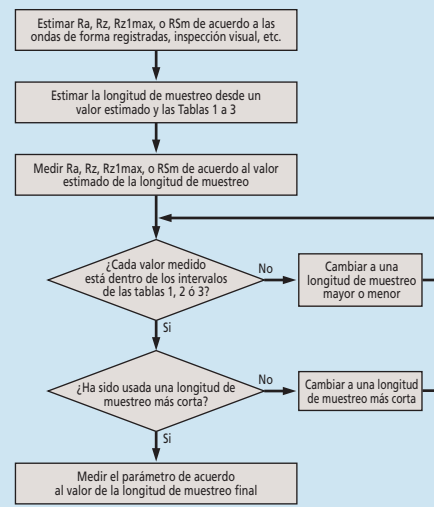 Estimar Ra, Rz, Rz1max, o RSm de acuerdo a las
ondas de forma registradas, inspección visual, etc.
Estimar la longitud de muestreo desde un
valor estimado y las Tablas 1 a 3
Medir Ra, Rz, Rz1max, o RSm de acuerdo al valor
estimado de la longitud de muestreo
¿Cada valor medido
está dentro de los intervalos
de las tablas 1, 2 ó 3?
No
Cambiar a una
longitud de muestreo
mayor o menor
Si
¿Ha sido usada una longitud de
muestreo más corta?
No
Cambiar a una longitud
de muestreo más corta
Si
Medir el parámetro de acuerdo
al valor de la longitud de muestreo final